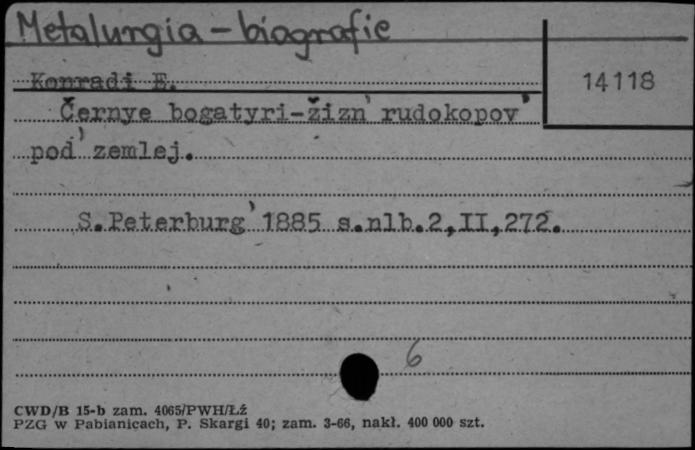 Metalurgia - biografie
14118
Konradi E.
Černye bogatyri-žizn' rudokopov'
pod' zemlej.
S.Peterburg' 1885 s.nlb.2,II,272.
6
CWD/B 15-b zam. 4065/PWH/Łź
PZG w Pabianicach, P. Skargi 40; zam. 3-66, nakł. 400 000 szt.